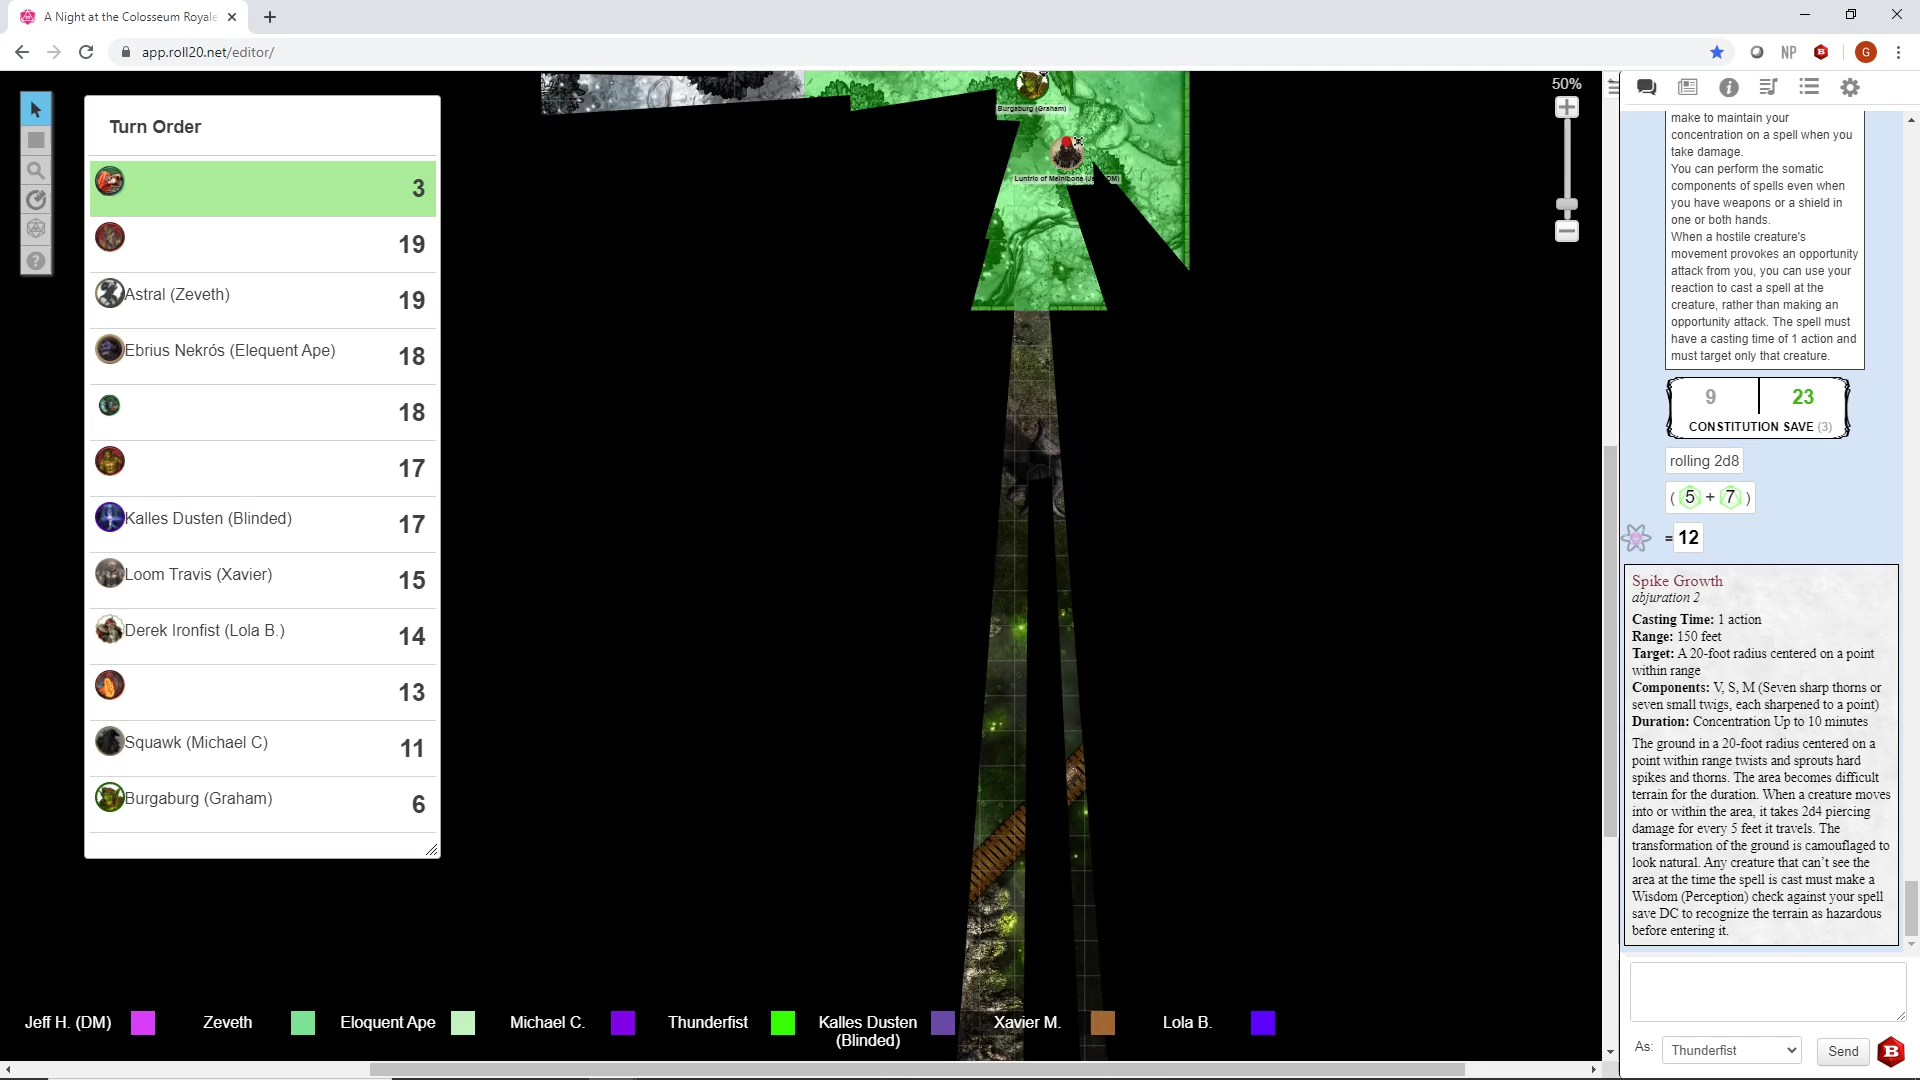 A Night at the Colosseum Royale
app.roll20.net/editor/
NP
B
G
50%
Turn Order
3
19
Astral (Zeveth)
19
Ebrius Nekrós (Elequent Ape)
18
18
17
Kalles Dusten (Blinded)
17
Loom Travis (Xavier)
15
Derek Ironfist (Lola B.)
14
13
Squawk (Michael C)
11
Burgaburg (Graham)
6
Burgaburg (Graham)
Luntric of Melnibone
make to maintain your
concentration on a spell when you
take damage.
You can perform the somatic
components of spells even when
you have weapons or a shield in
one or both hands.
When a hostile creature's
movement provokes an opportunity
attack from you, you can use your
reaction to cast a spell at the
creature, rather than making an
opportunity attack. The spell must
have a casting time of 1 action and
must target only that creature.
9
23
CONSTITUTION SAVE (3)
rolling 2d8
( 5 + 7 )
= 12
Spike Growth
abjuration 2
Casting Time: 1 action
Range: 150 feet
Target: A 20-foot radius centered on a point
within range
Components: V, S, M (Seven sharp thorns or
seven small twigs, each sharpened to a point)
Duration: Concentration Up to 10 minutes
The ground in a 20-foot radius centered on a
point within range twists and sprouts hard
spikes and thorns. The area becomes difficult
terrain for the duration. When a creature moves
into or within the area, it takes 2d4 piercing
damage for every 5 feet it travels. The
transformation of the ground is camouflaged to
look natural. Any creature that can't see the
area at the time the spell is cast must make a
Wisdom (Perception) check against your spell
save DC to recognize the terrain as hazardous
before entering it.
Jeff H. (DM)
Zeveth
Eloquent Ape
Michael C.
Thunderfist
Kalles Dusten
(Blinded)
Xavier M.
Lola B.
As:
Thunderfist
Send
B